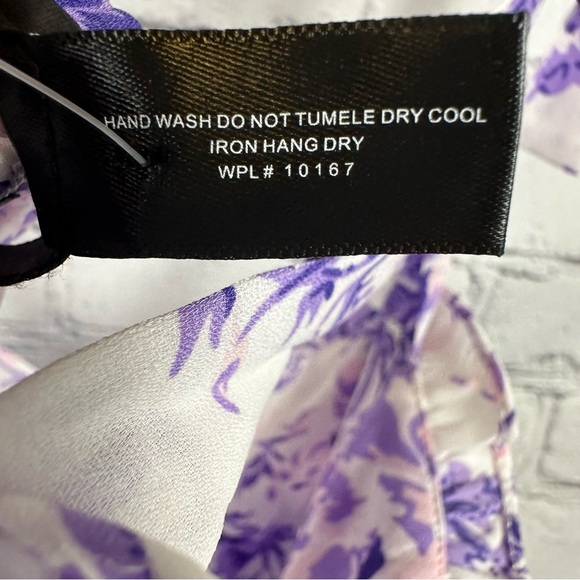 HAND WASH DO NOT TUMELE DRY COOL
IRON HANG DRY
WPL# 10167